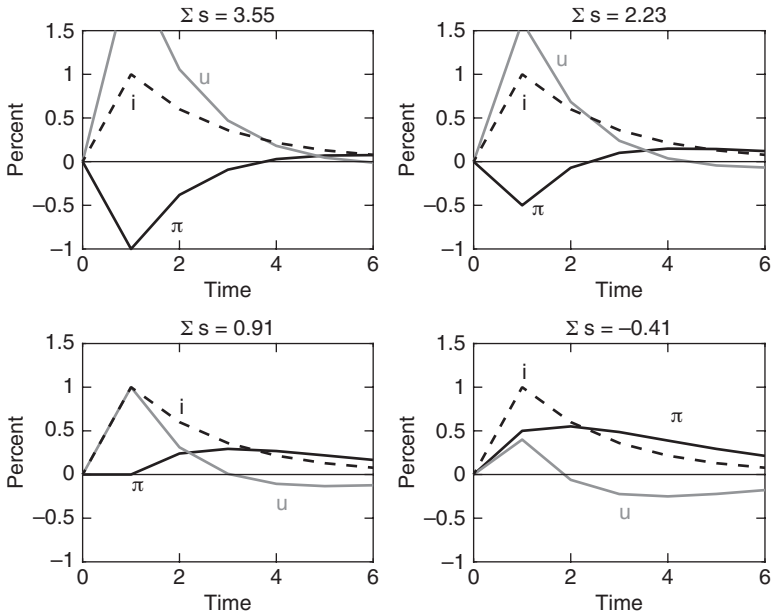 Σ s = 3.55
1.5
1
0.5
0
−0.5
−1
Percent
u
i
π
0
2
4
6
Time
Σ s = 2.23
1.5
1
0.5
0
−0.5
−1
Percent
u
i
π
0
2
4
6
Time
Σ s = 0.91
1.5
1
0.5
0
−0.5
−1
Percent
i
π
u
0
2
4
6
Time
Σ s = −0.41
1.5
1
0.5
0
−0.5
−1
Percent
i
π
u
0
2
4
6
Time